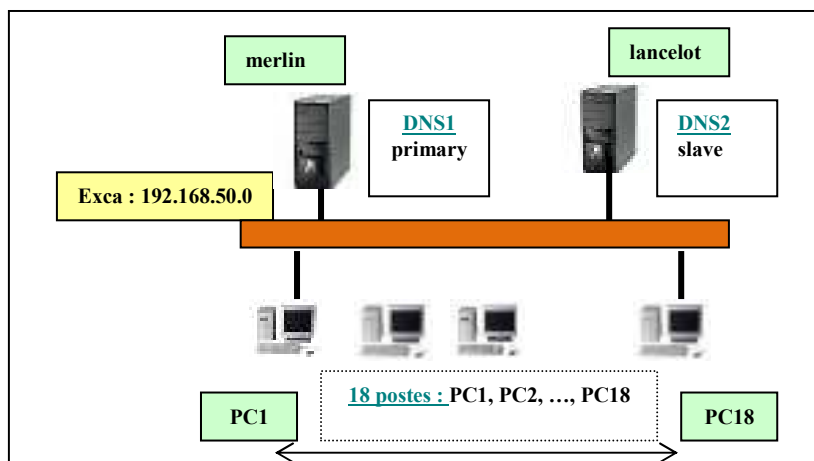 merlin
lancelot
DNS1
primary
DNS2
slave
Exca : 192.168.50.0
18 postes : PC1, PC2, …, PC18
PC1
PC18